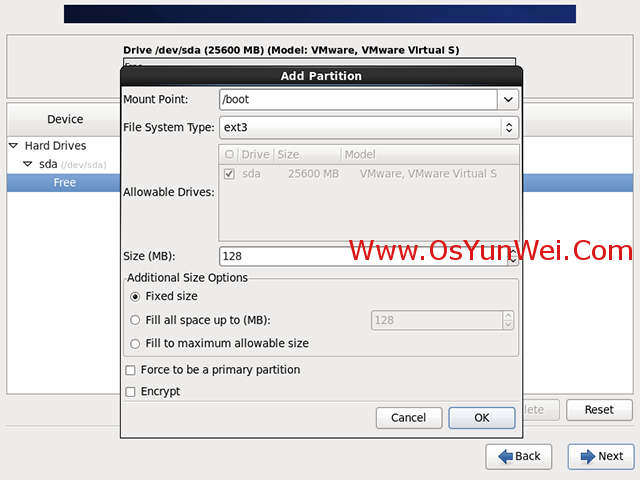 Drive /dev/sda (25600 MB) (Model: VMware, VMware Virtual S)
Add Partition
Device
Hard Drives
sda (/dev/sda)
Free
Mount Point: /boot
File System Type: ext3
Allowable Drives:
Drive Size Model
sda 25600 MB VMware, VMware Virtual S
Size (MB): 128
www.OsYunWei.Com
Additional Size Options
Fixed size
Fill all space up to (MB): 128
Fill to maximum allowable size
Force to be a primary partition
Encrypt
Cancel OK
Reset
Back Next